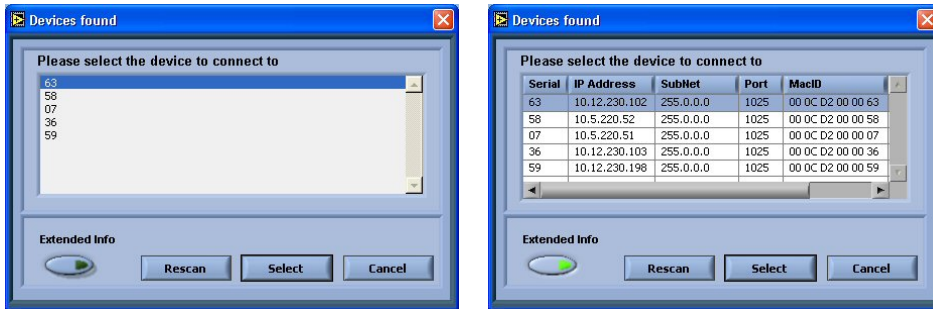 Devices found
Please select the device to connect to
63
58
07
36
59
Extended Info
Rescan Select Cancel
Devices found
Please select the device to connect to
Serial IP Address SubNet Port MacID
63 10.12.230.102 255.0.0.0 1025 00 0C D2 00 00 63
58 10.5.220.52 255.0.0.0 1025 00 0C D2 00 00 58
07 10.5.220.51 255.0.0.0 1025 00 0C D2 00 00 07
36 10.12.230.103 255.0.0.0 1025 00 0C D2 00 00 36
59 10.12.230.198 255.0.0.0 1025 00 0C D2 00 00 59
Extended Info
Rescan Select Cancel